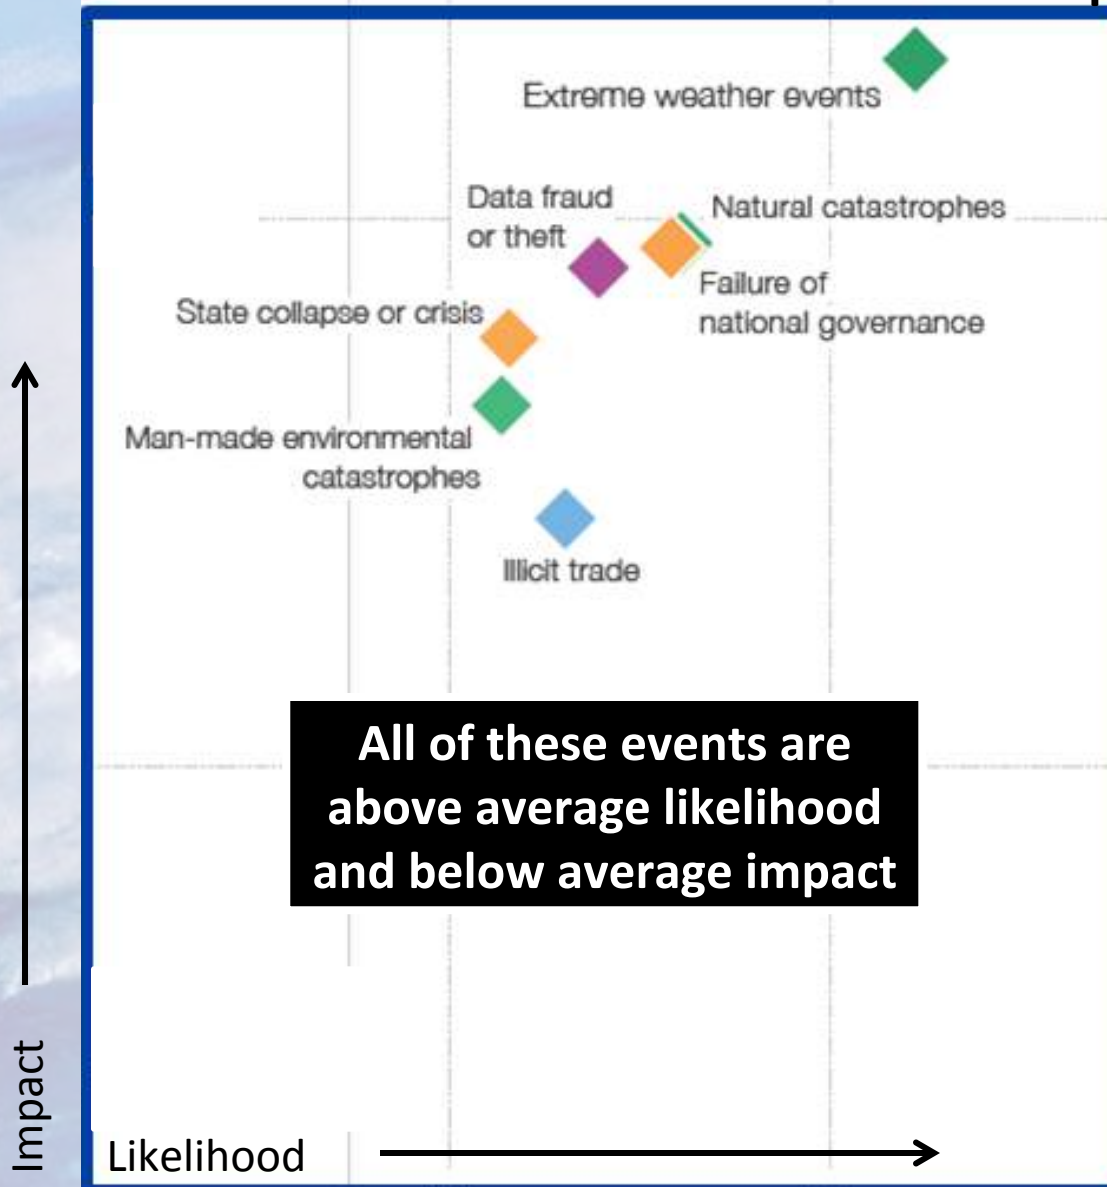 Extreme weather events
Data fraud
or theft
Natural catastrophes
Failure of
national governance
State collapse or crisis
Man-made environmental
catastrophes
Illicit trade
All of these events are
above average likelihood
and below average impact
Impact
Likelihood